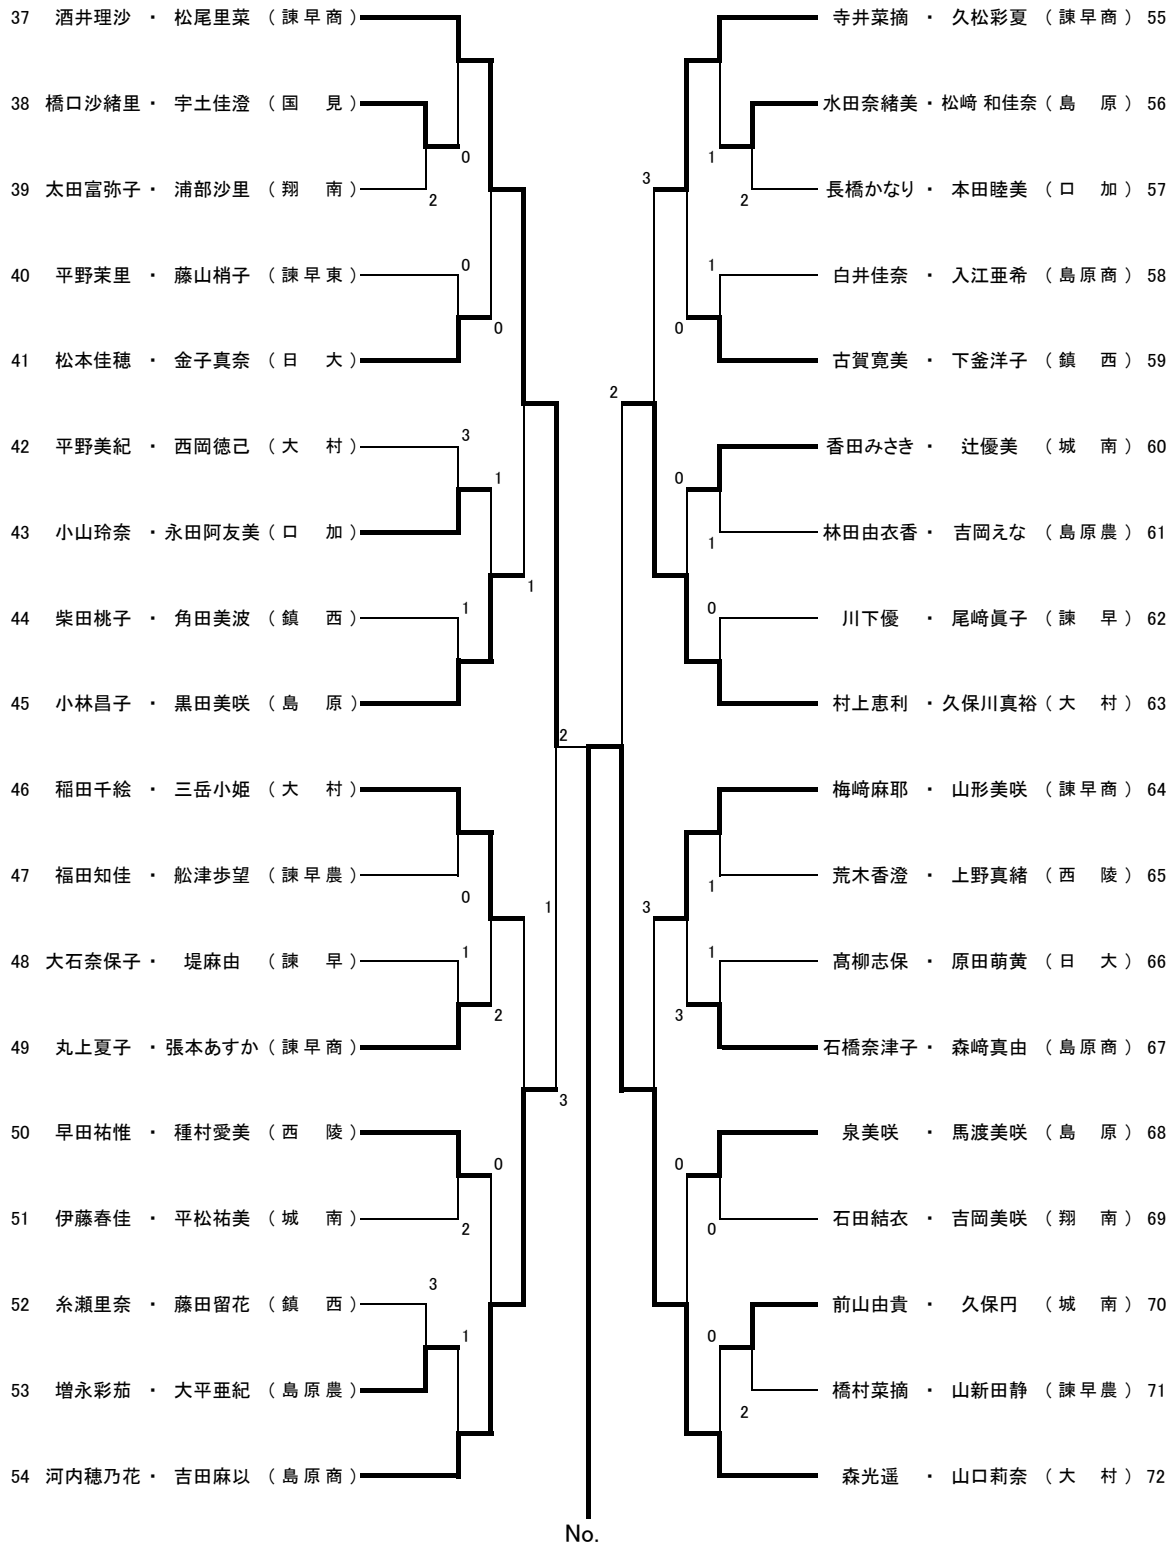 37 酒井理沙 ・ 松尾里菜 （諫早商）
38 橋口沙緒里・ 宇土佳澄 （国 見）
0
39 太田富弥子・ 浦部沙里 （翔 南）
2
0
40 平野茉里 ・ 藤山梢子 （諫早東）
0
41 松本佳穂 ・ 金子真奈 （日 大）
3
42 平野美紀 ・ 西岡徳己 （大 村）
1
43 小山玲奈 ・永田阿友美（口 加）
1
1
44 柴田桃子 ・ 角田美波 （鎮 西）
45 小林昌子 ・ 黒田美咲 （島 原）
2
46 稲田千絵 ・ 三岳小姫 （大 村）
47 福田知佳 ・ 舩津歩望 （諫早農）
0
1
1
48 大石奈保子・ 堤麻由 （諫 早）
2
49 丸上夏子 ・張本あすか（諫早商）
3
50 早田祐惟 ・ 種村愛美 （西 陵）
0
51 伊藤春佳 ・ 平松祐美 （城 南）
2
3
52 糸瀬里奈 ・ 藤田留花 （鎮 西）
1
53 増永彩茄 ・ 大平亜紀 （島原農）
54 河内穂乃花・ 吉田麻以 （島原商）
寺井菜摘 ・ 久松彩夏 （諫早商） 55
水田奈緒美・松﨑 和佳奈（島 原） 56
1
3
長橋かなり ・ 本田睦美 （口 加） 57
2
1
白井佳奈 ・ 入江亜希 （島原商） 58
0
古賀寛美 ・ 下釜洋子 （鎮 西） 59
2
香田みさき・ 辻優美 （城 南） 60
0
林田由衣香・ 吉岡えな （島原農） 61
1
0
川下優 ・ 尾﨑眞子 （諫 早） 62
村上恵利 ・久保川真裕（大 村） 63
梅﨑麻耶 ・ 山形美咲 （諫早商） 64
荒木香澄 ・ 上野真緒 （西 陵） 65
1
3
1
髙柳志保 ・ 原田萌黄 （日 大） 66
3
石橋奈津子・ 森﨑真由 （島原商） 67
泉美咲 ・ 馬渡美咲 （島 原） 68
0
石田結衣 ・ 吉岡美咲 （翔 南） 69
0
前山由貴 ・ 久保円 （城 南） 70
0
橋村菜摘 ・ 山新田静 （諫早農） 71
2
森光遥 ・ 山口莉奈 （大 村） 72
No.